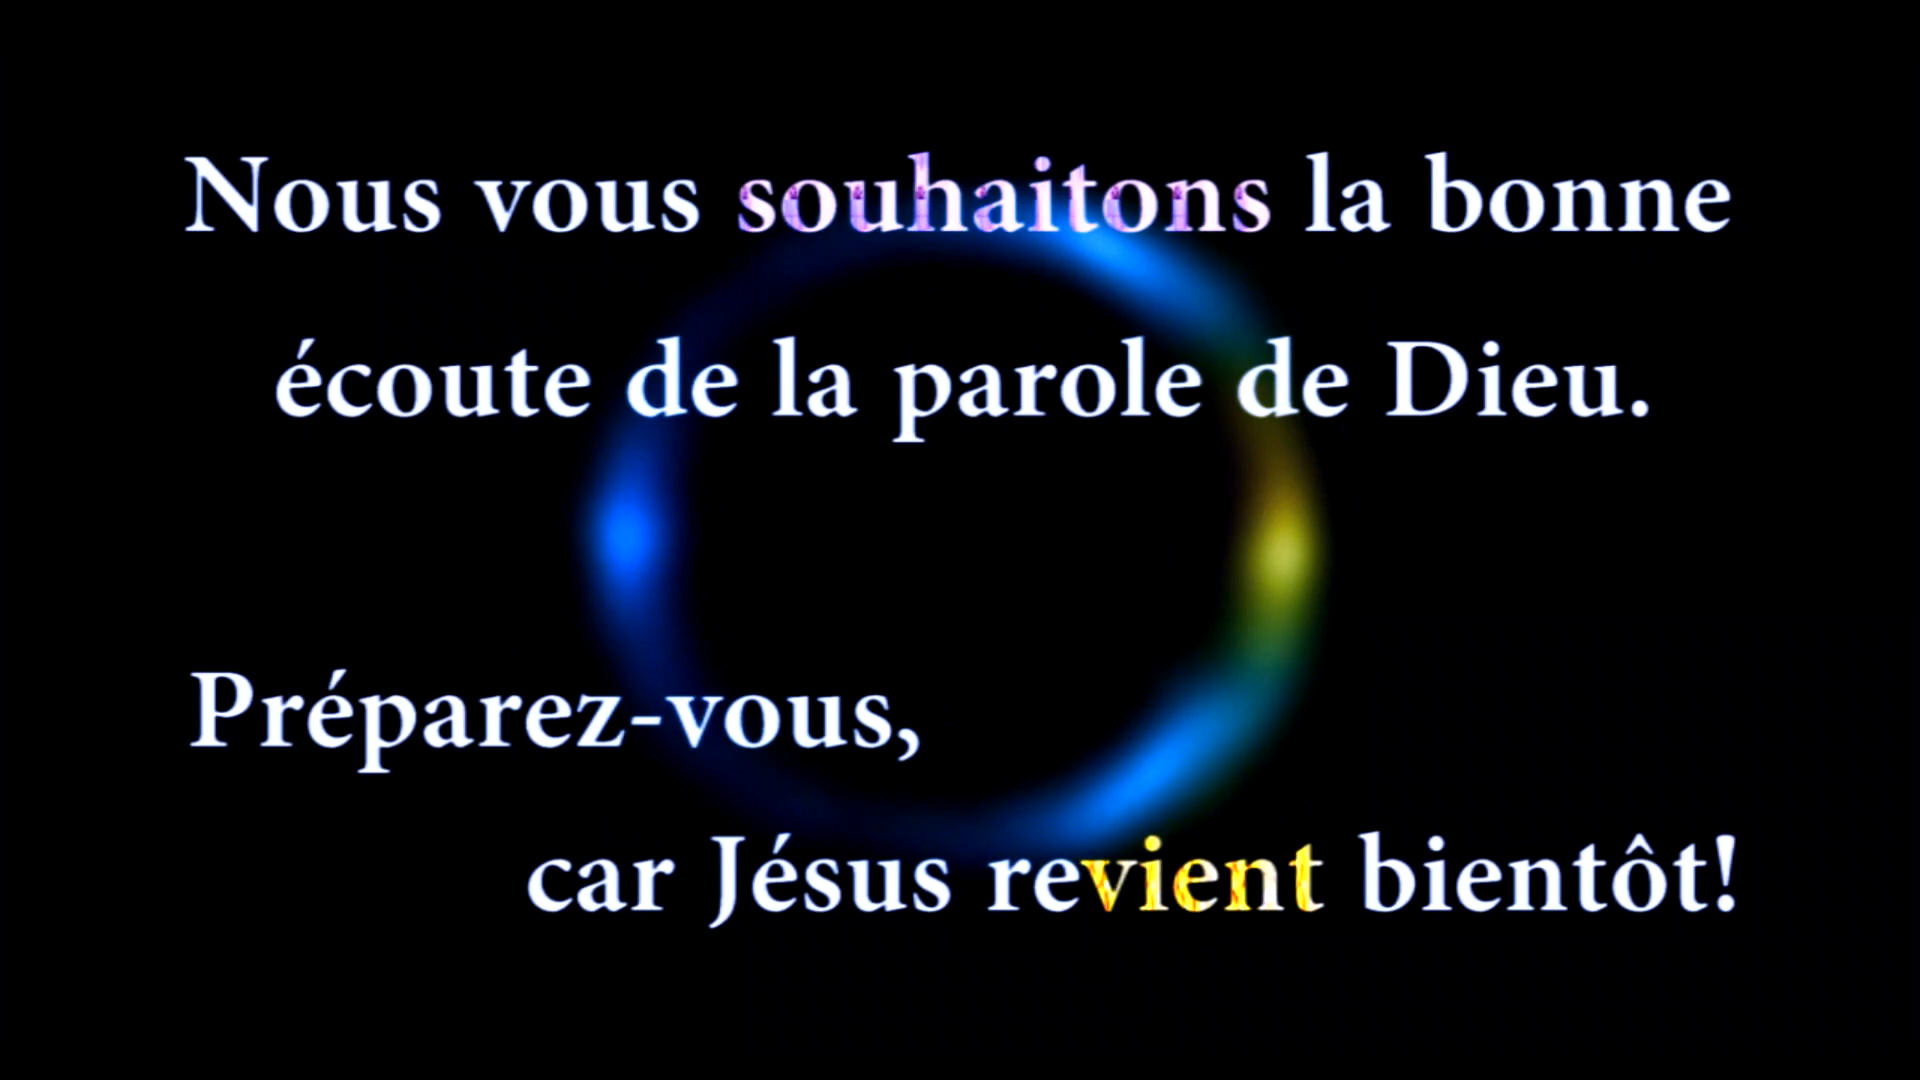 Nous vous souhaitons la bonne
écoute de la parole de Dieu.
Préparez-vous,
car Jésus revient bientôt!